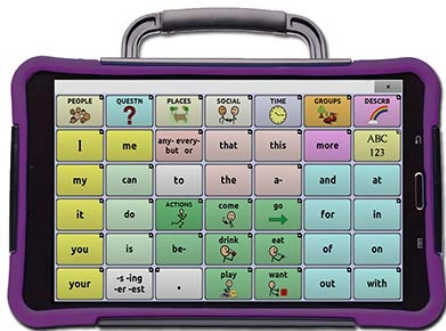 x
PEOPLE QUESTN PLACES SOCIAL TIME GROUPS DESCRB
I me any- every- that this more ABC
but or 123
my can to the a- and at
it do ACTIONS come go for in
you is be- drink eat of on
your -s -ing . play want out with
-er -est